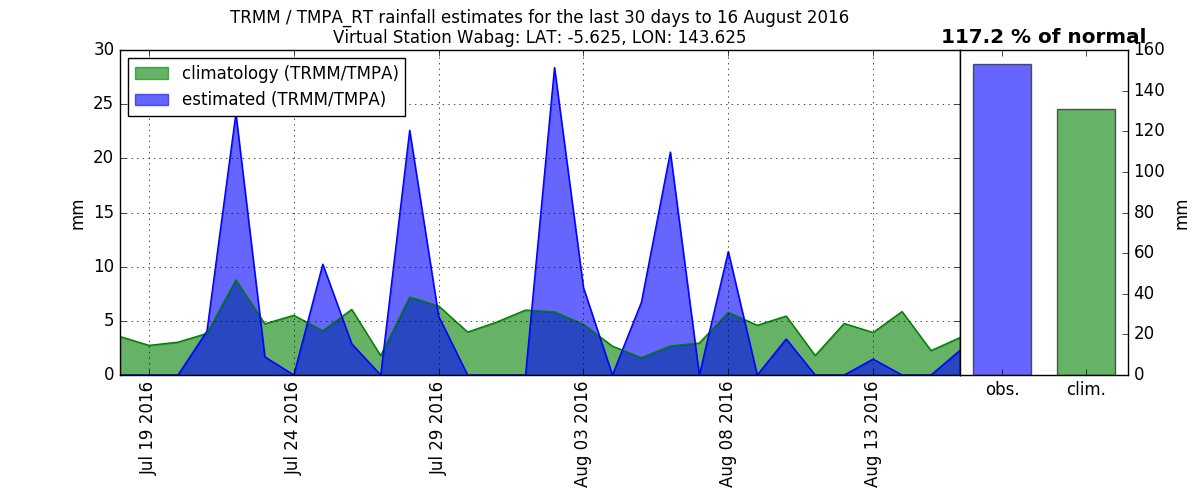 TRMM / TMPA_RT rainfall estimates for the last 30 days to 16 August 2016
Virtual Station Wabag: LAT: -5.625, LON: 143.625
117.2 % of normal
climatology (TRMM/TMPA)
estimated (TRMM/TMPA)
30
25
20
15
10
5
0
mm
160
140
120
100
80
60
40
20
0
mm
Jul 19 2016
Jul 24 2016
Jul 29 2016
Aug 03 2016
Aug 08 2016
Aug 13 2016
obs.
clim.